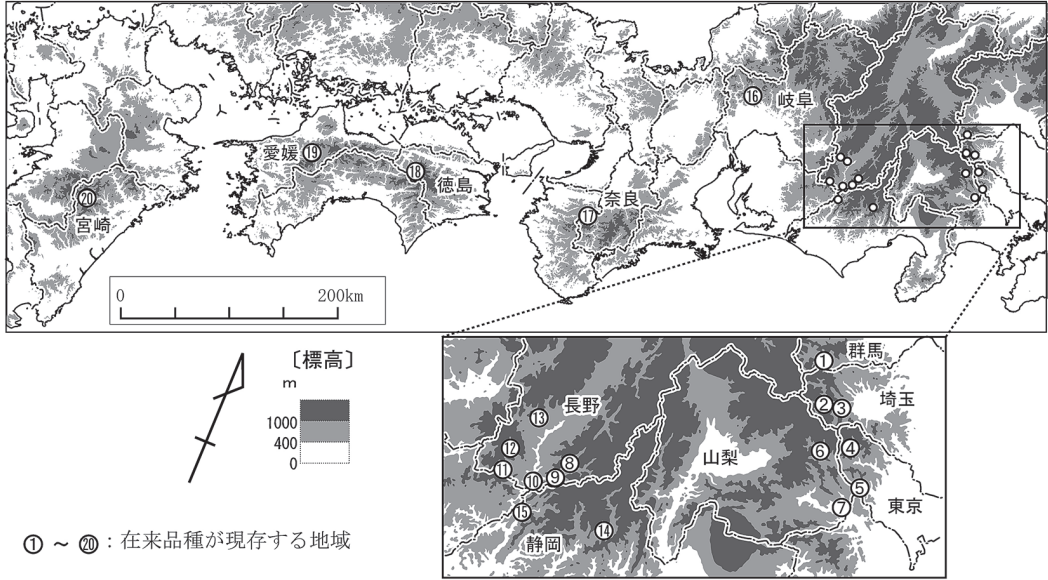 ⑯ 岐阜
愛媛 ⑲
⑱ 徳島
⑳
宮崎
奈良
⑰
0 200km
〔標高〕
m
1000
400
0
① 群馬
② ③ 埼玉
⑬ 長野
⑫
⑪ ⑩ ⑨ ⑧
山梨
⑥ ④
⑤
⑦ 東京
⑮ ⑭
静岡
① ～ ⑳：在来品種が現存する地域